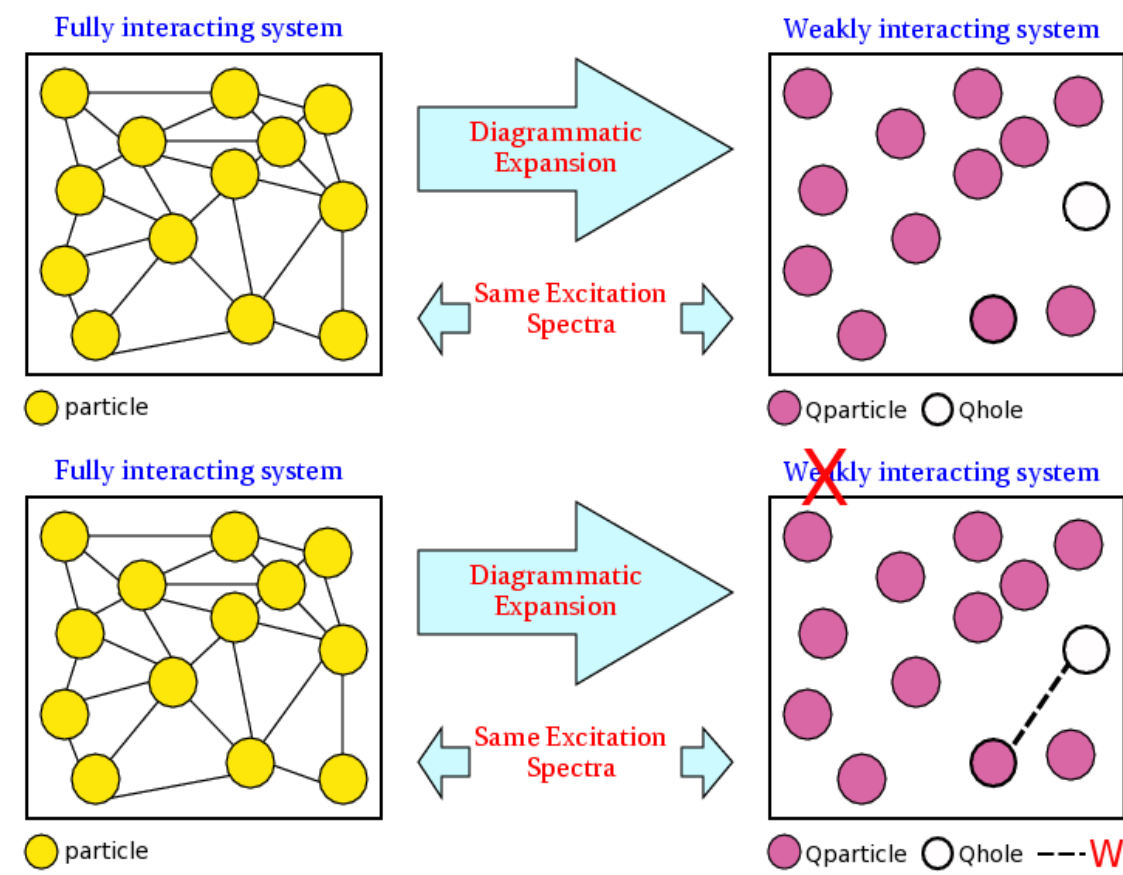 Fully interacting system
Weakly interacting system
Diagrammatic
Expansion
Same Excitation
Spectra
particle
Qparticle
Qhole
Fully interacting system
Weakly interacting system
X
Diagrammatic
Expansion
Same Excitation
Spectra
particle
Qparticle
Qhole
W